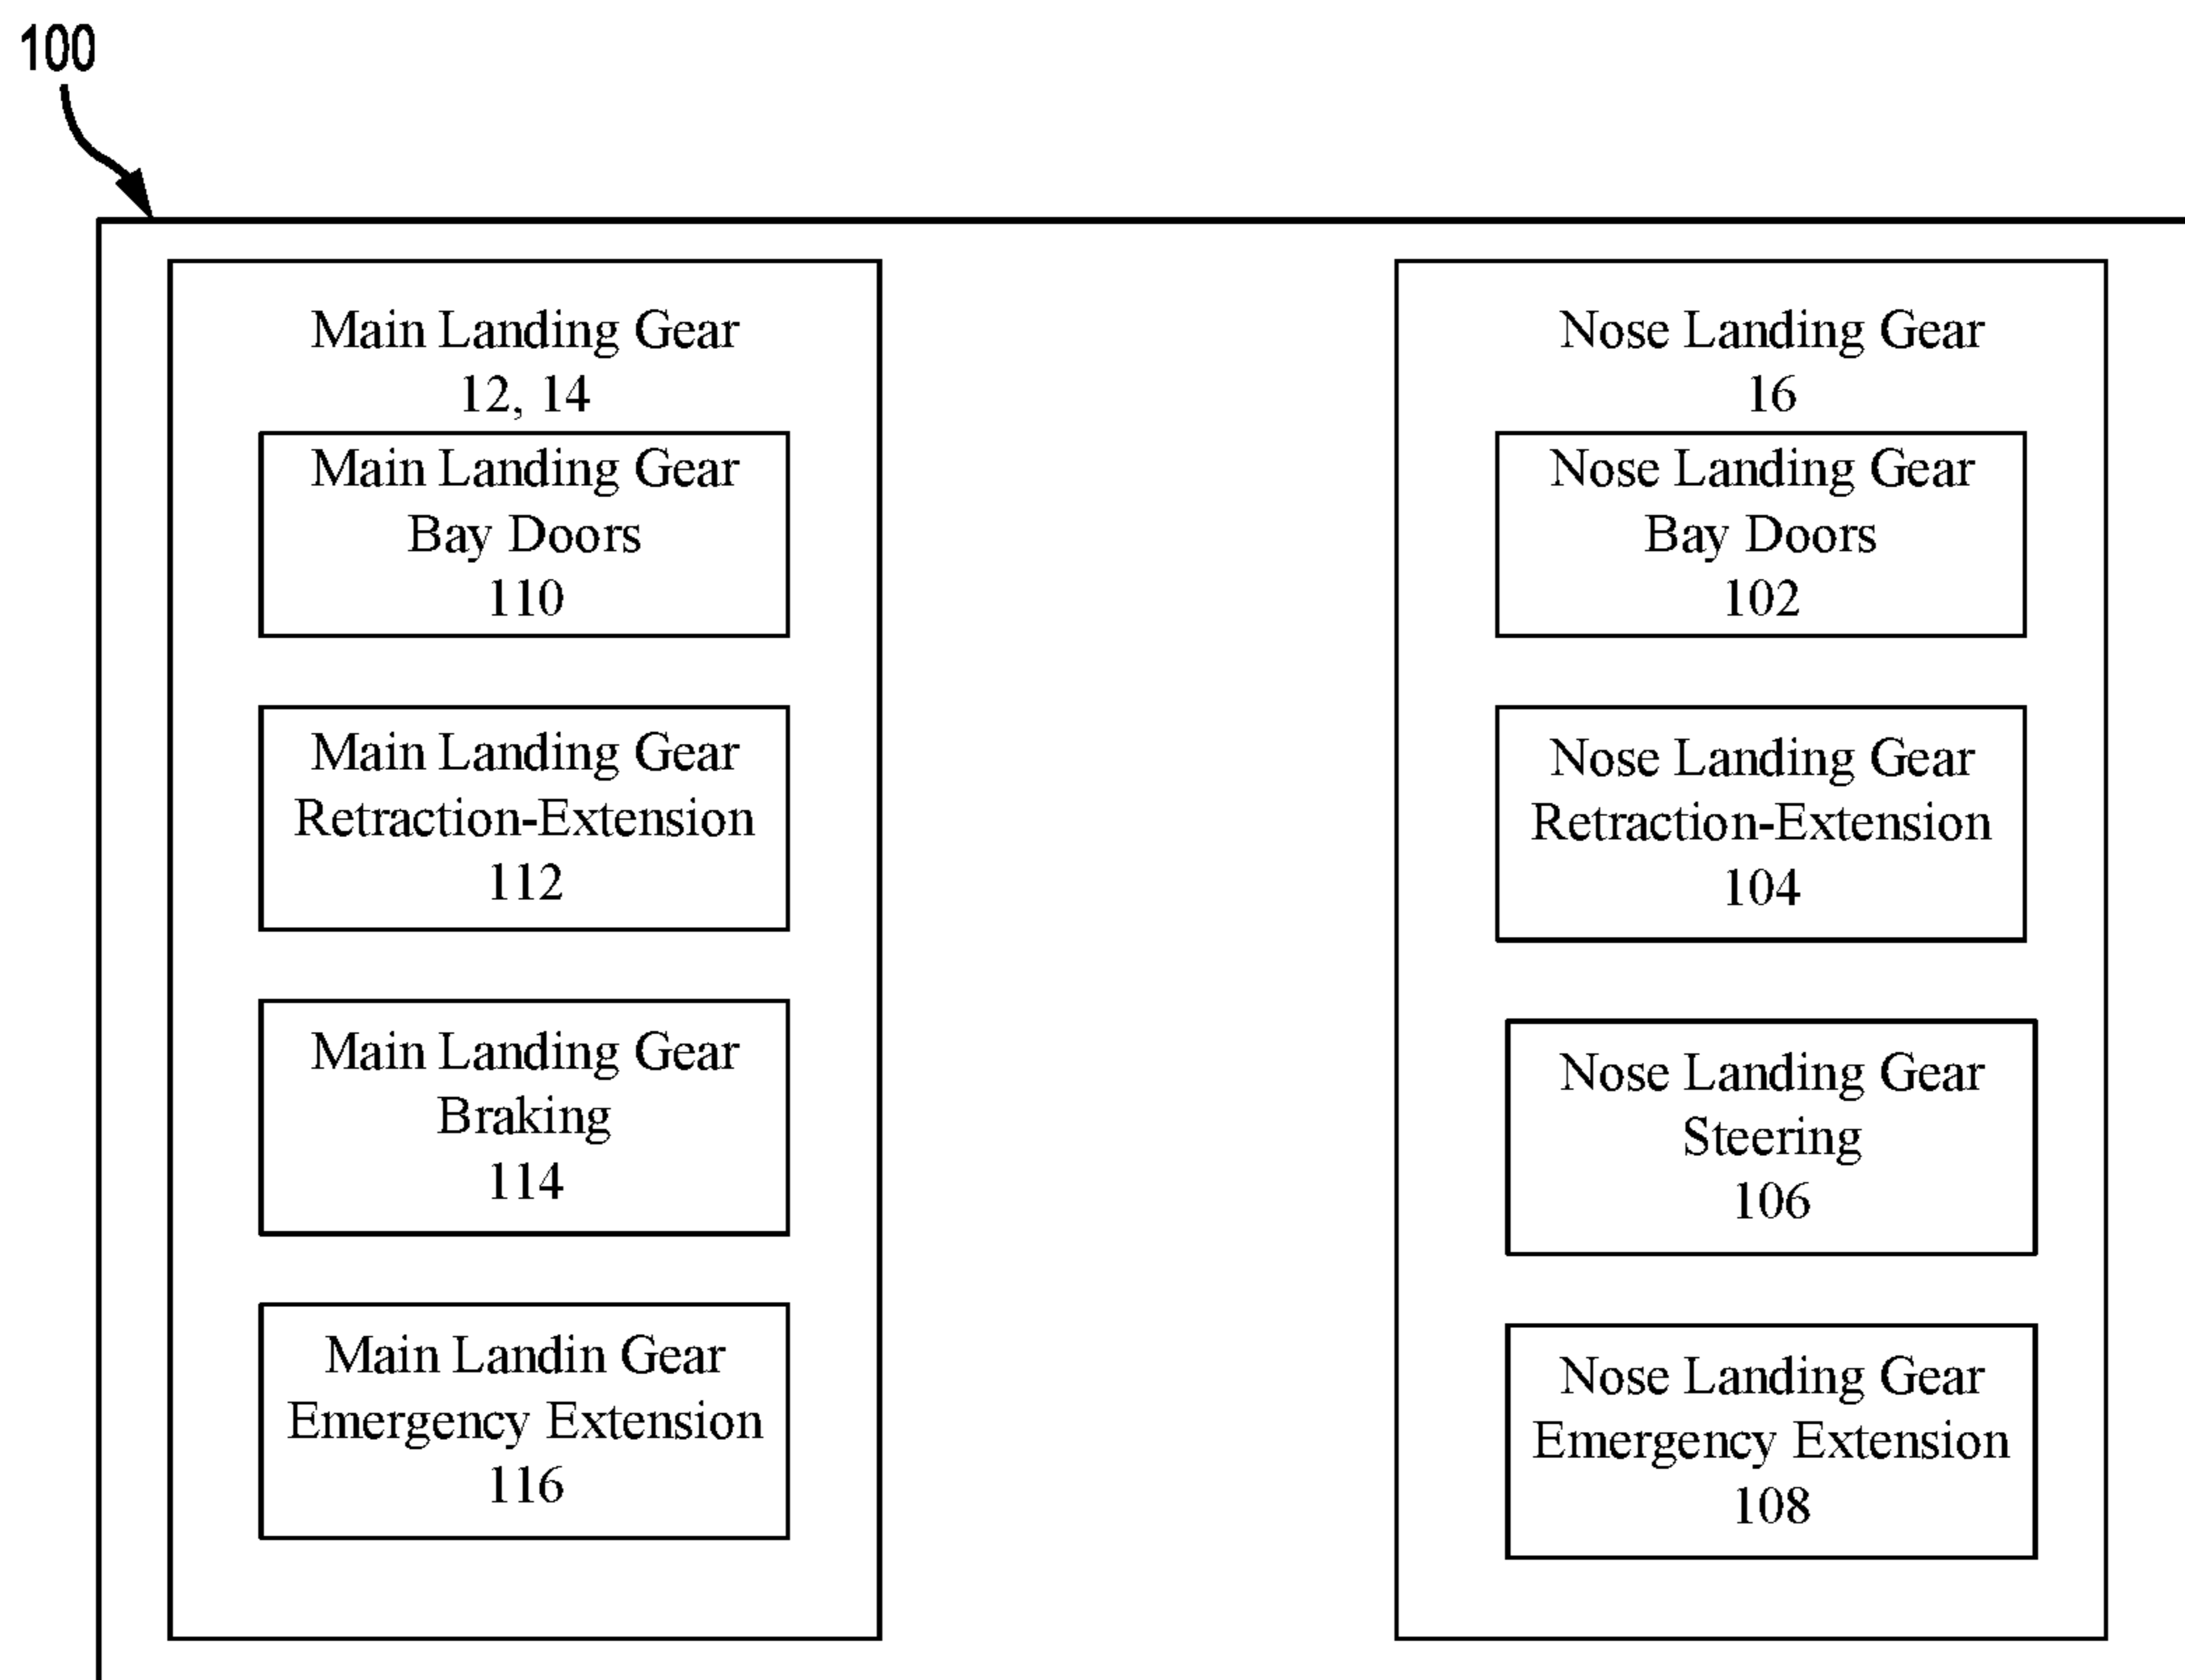 100
Main Landing Gear
12, 14
Main Landing Gear
Bay Doors
110
Main Landing Gear
Retraction-Extension
112
Main Landing Gear
Braking
114
Main Landin Gear
Emergency Extension
116
Nose Landing Gear
16
Nose Landing Gear
Bay Doors
102
Nose Landing Gear
Retraction-Extension
104
Nose Landing Gear
Steering
106
Nose Landing Gear
Emergency Extension
108